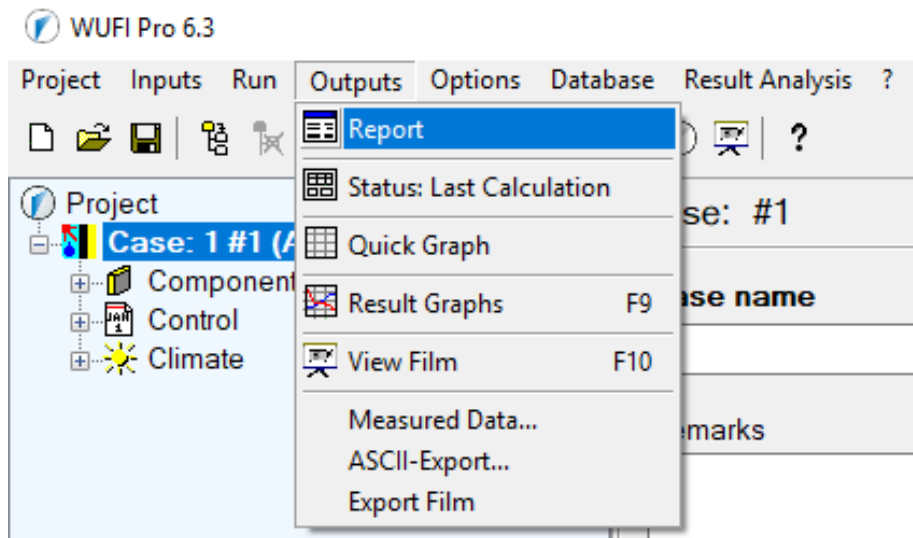 WUFI Pro 6.3
Project Inputs Run Outputs Options Database Result Analysis ?
?
Report
Status: Last Calculation
Quick Graph
Result Graphs F9
View Film F10
Measured Data...
ASCII-Export...
Export Film
Project
Case: 1 #1 (A
Component
Control
Climate
se: #1
ase name
emarks